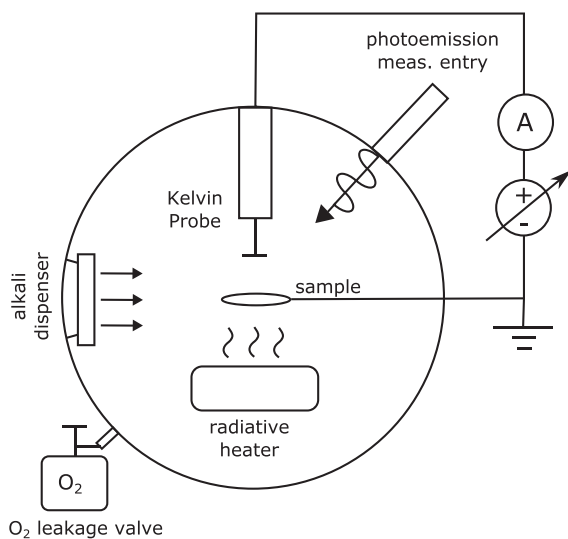 photoemission
meas. entry
A
Kelvin
Probe
+
-
alkali
dispenser
sample
radiative
heater
O₂
O₂ leakage valve